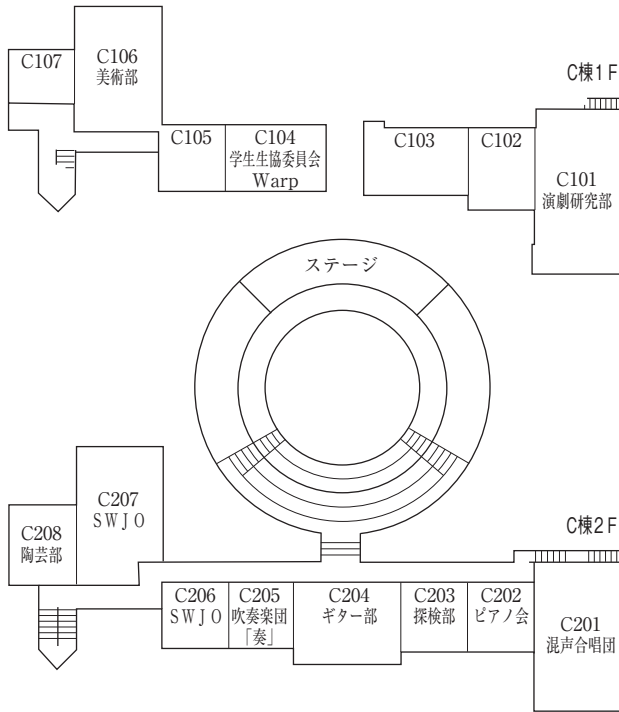 C棟1F
C107
C106
美術部
C105
C104
学生生協委員会
Warp
C103
C102
C101
演劇研究部
ステージ
C棟2F
C208
陶芸部
C207
SWJO
C206
SWJO
C205
吹奏楽団
「奏」
C204
ギター部
C203
探検部
C202
ピアノ会
C201
混声合唱団